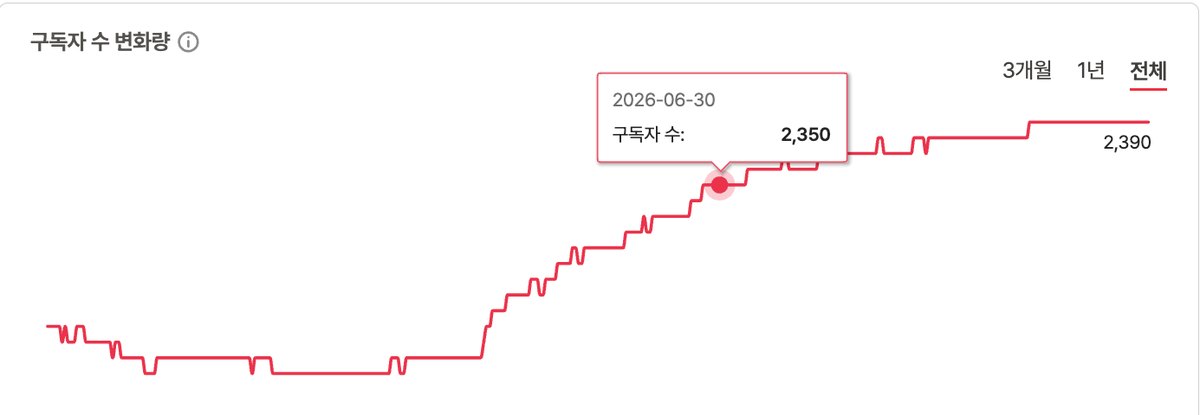 구독자 수 변화량
3개월 1년 전체
2026-06-30
구독자 수: 2,350
2,390